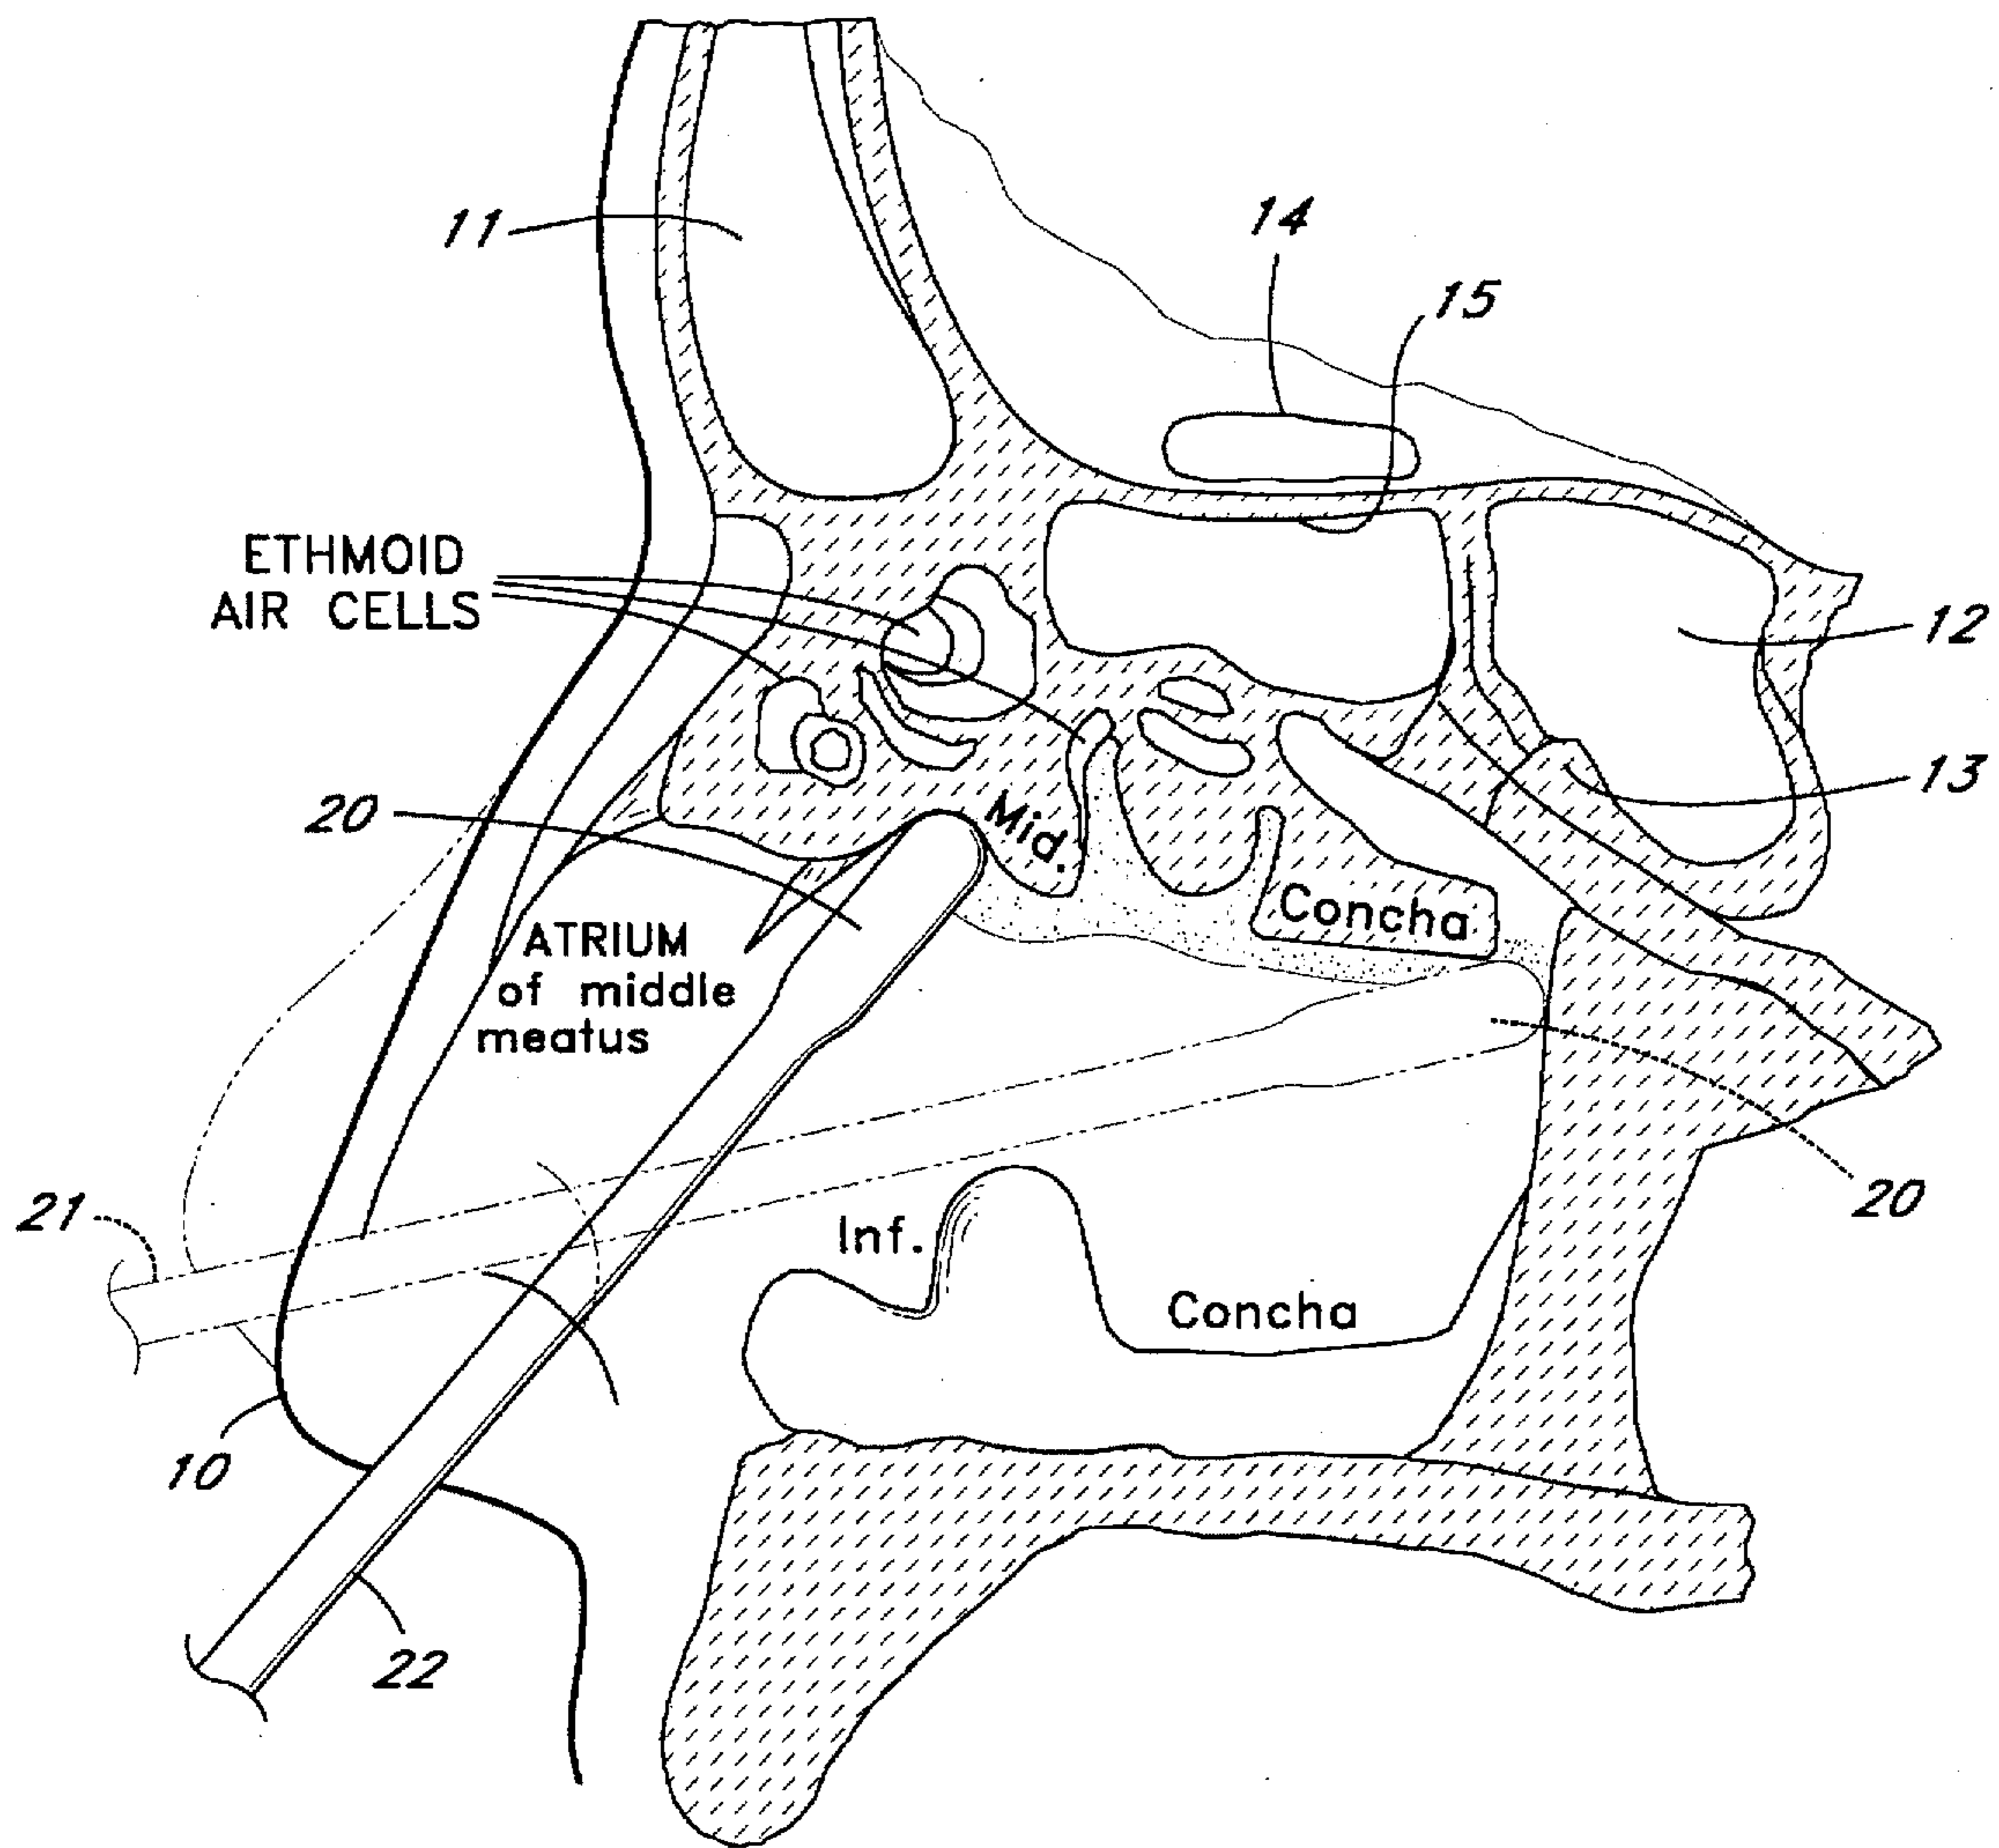 11
14
15
ETHMOID
AIR CELLS
12
13
20
Mid.
Concha
ATRIUM
of middle
meatus
20
21
Inf.
Concha
10
22